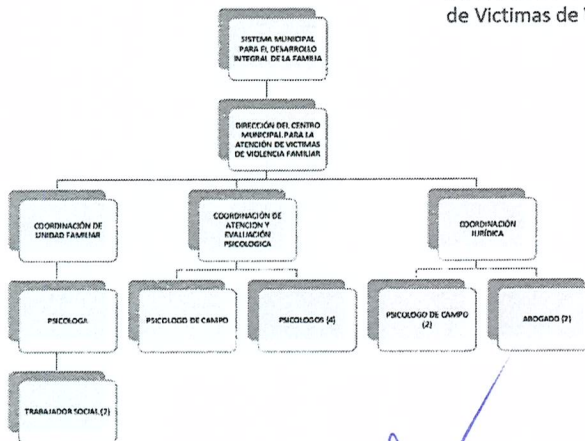 de Victimas de
SISTEMA MUNICIPAL
PARA EL DESARROLLO
INTEGRAL DE LA FAMILIA
DIRECCIÓN DEL CENTRO
MUNICIPAL PARA LA
ATENCIÓN DE VICTIMAS
DE VIOLENCIA FAMILIAR
COORDINACIÓN DE
UNIDAD FAMILIAR
COORDINACIÓN DE
ATENCION Y
EVALUACIÓN
PSICOLOGICA
COORDINACIÓN
JURÍDICA
PSICOLOGA
PSICOLOGO DE CAMPO
PSICOLOGOS (4)
PSICOLOGO DE CAMPO
(2)
ABOGADO (2)
TRABAJADOR SOCIAL (2)